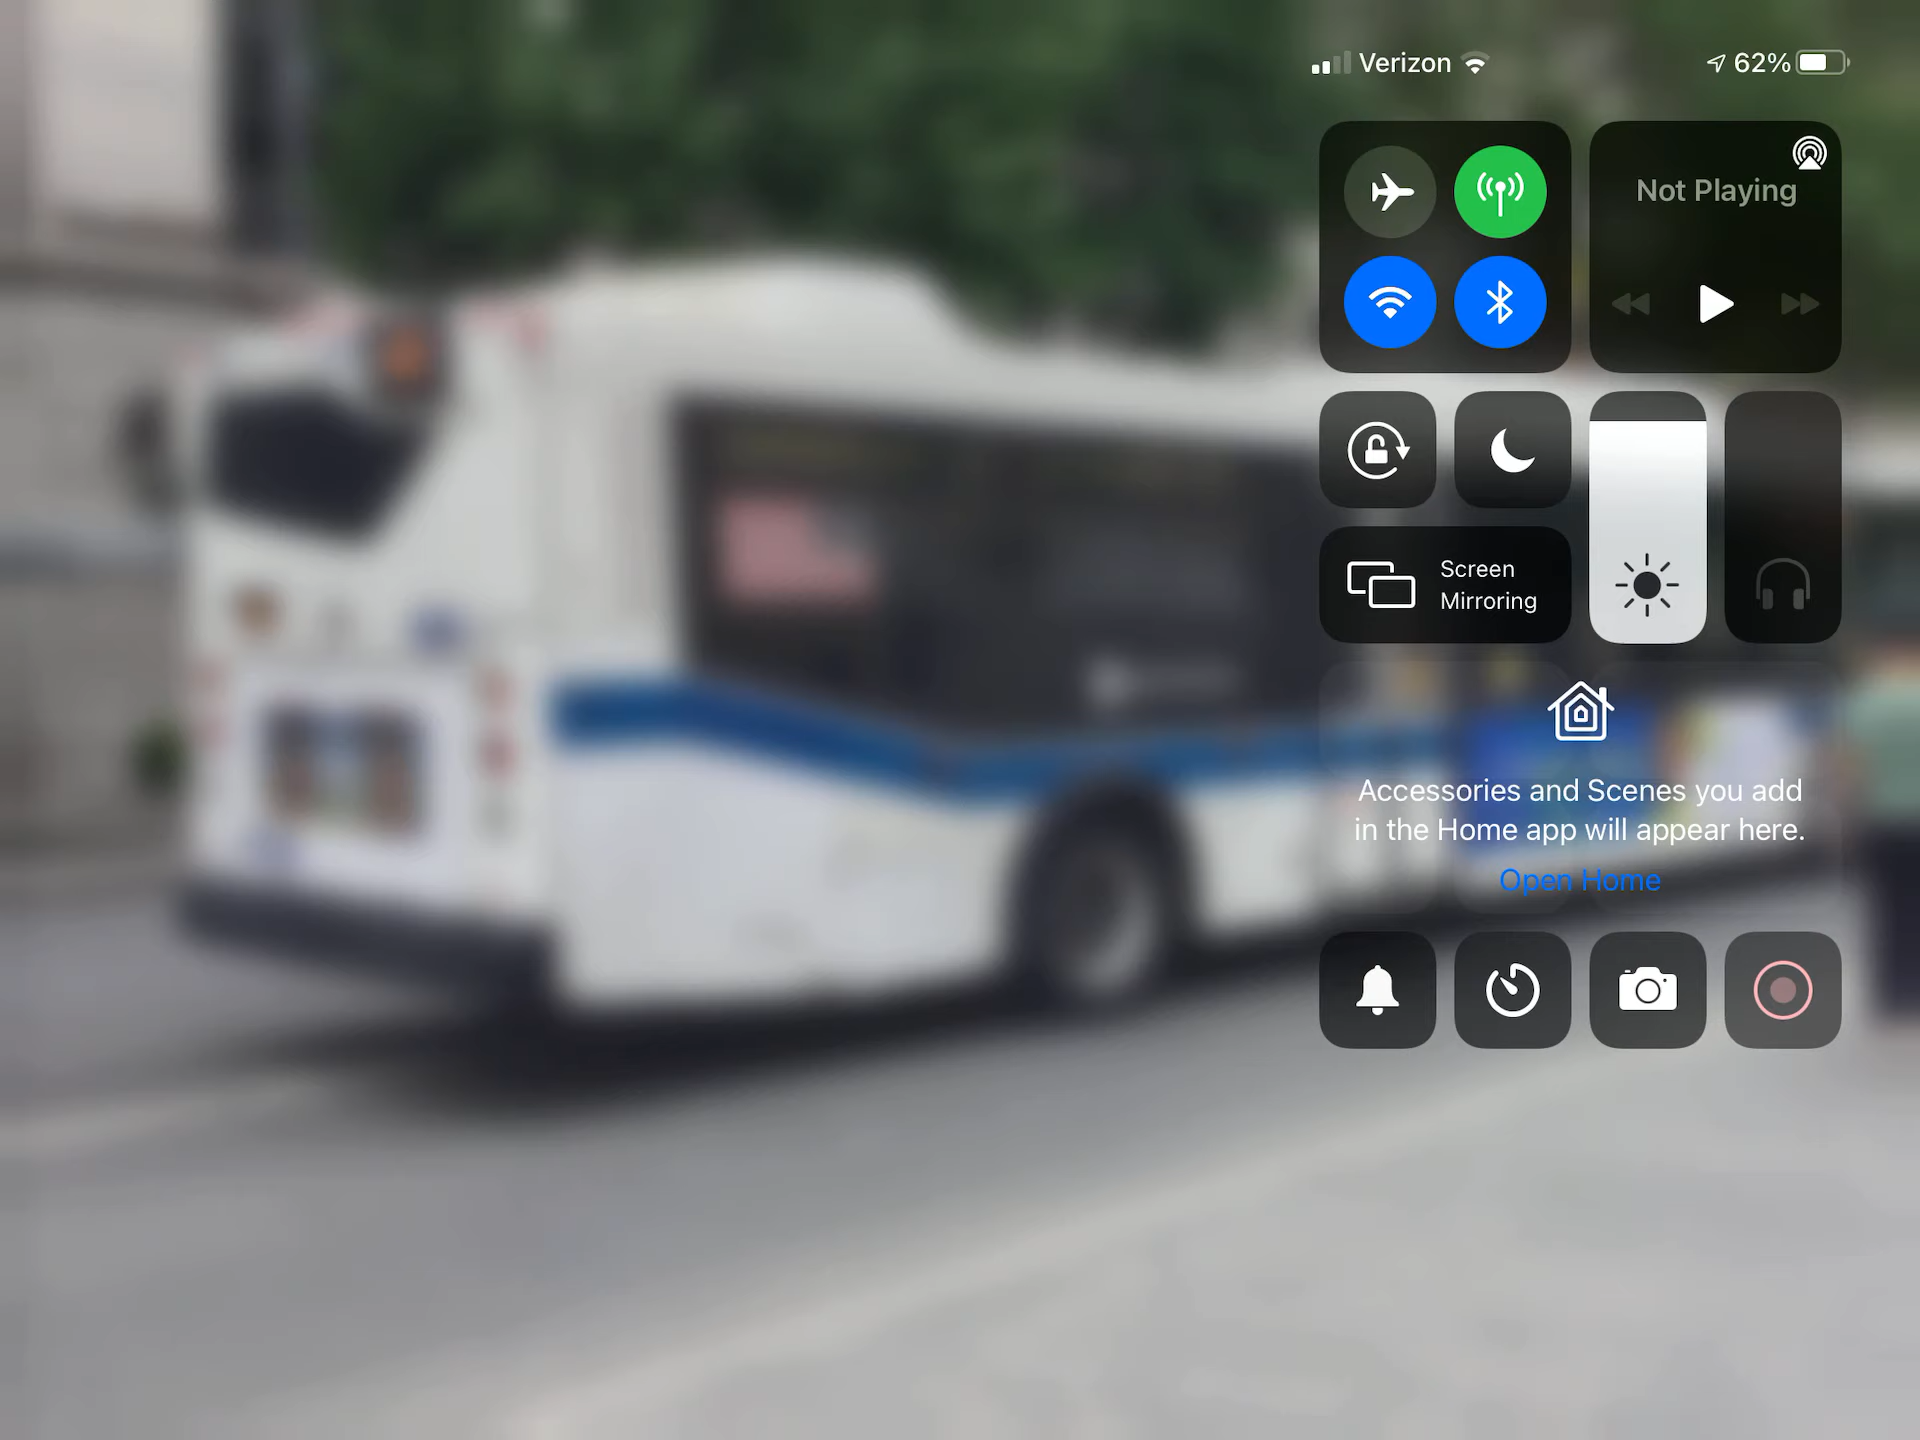 Verizon
62%
Not Playing
Screen
Mirroring
Accessories and Scenes you add
in the Home app will appear here.
Open Home